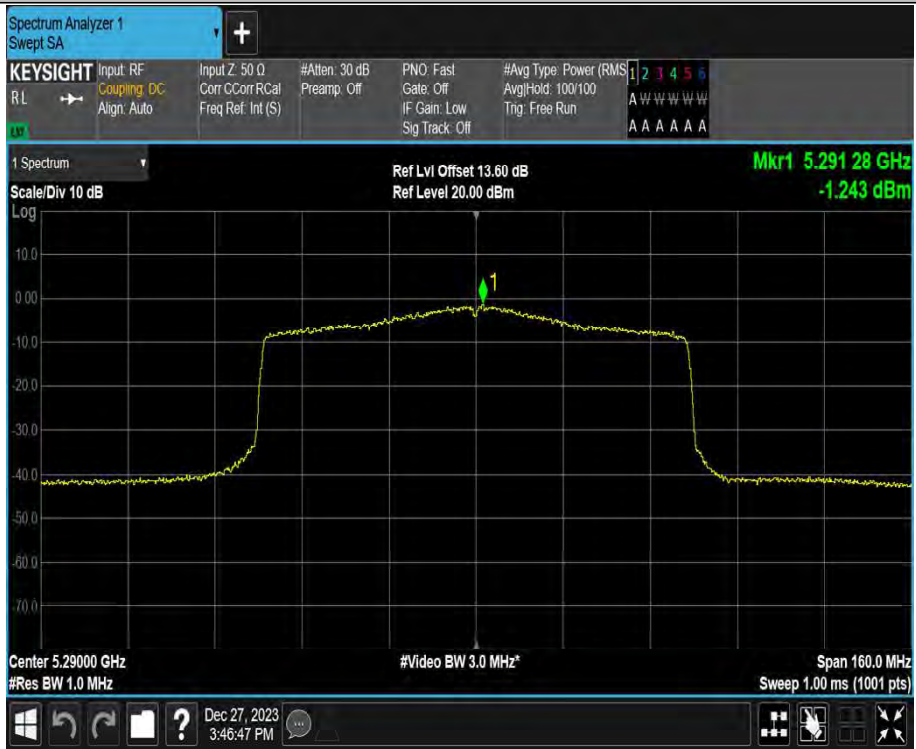 Spectrum Analyzer 1
Swept SA
+
KEYSIGHT Input: RF Input Z: 50 Ω #Atten: 30 dB PNO: Fast #Avg Type: Power (RMS 1 2 3 4 5 6
R L Coupling: DC Corr CCorr RCal Preamp: Off Gate: Off Avg|Hold: 100/100 A W W W W W
Align: Auto Freq Ref: Int (S) IF Gain: Low Trig: Free Run
Sig Track: Off A A A A A A
1 Spectrum
Scale/Div 10 dB
Ref Lvl Offset 13.60 dB
Ref Level 20.00 dBm
Mkr1 5.291 28 GHz
-1.243 dBm
Log
10.0
0.00
-10.0
-20.0
-30.0
-40.0
-50.0
-60.0
-70.0
1
Center 5.29000 GHz #Video BW 3.0 MHz* Span 160.0 MHz
#Res BW 1.0 MHz Sweep 1.00 ms (1001 pts)
? Dec 27, 2023
3:46:47 PM